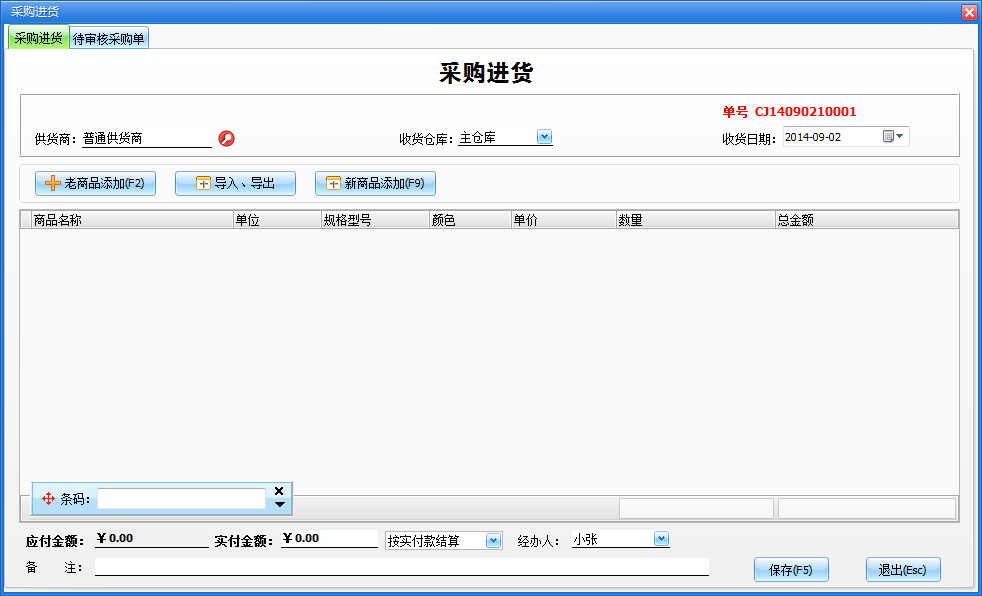 采购进货
采购进货 待审核采购单
采购进货
单号 CJ14090210001
供货商： 普通供货商 收货仓库： 主仓库 收货日期： 2014-09-02
老商品添加(F2) 导入、导出 新商品添加(F9)
商品名称 单位 规格型号 颜色 单价 数量 总金额
条码：
应付金额： ¥ 0.00 实付金额： ¥ 0.00 按实付款结算 经办人： 小张
备 注：
保存(F5) 退出(Esc)